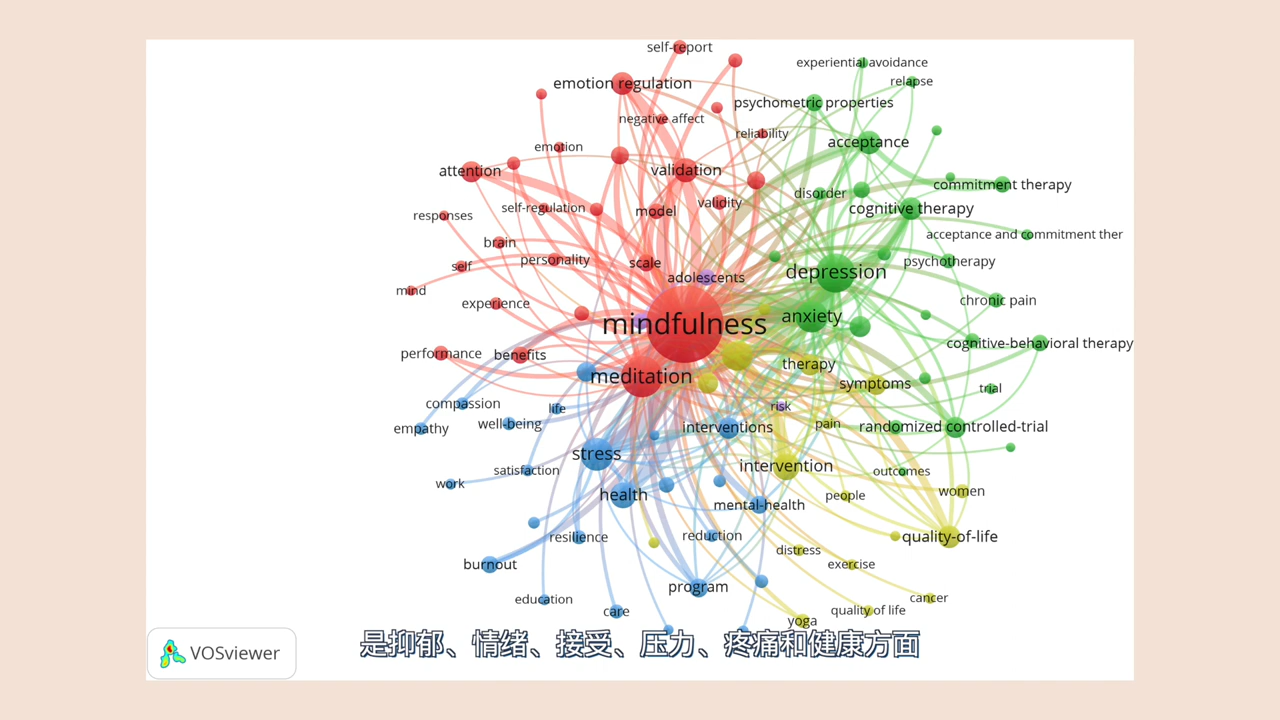 self-report
experiential avoidance
relapse
emotion regulation
psychometric properties
negative affect
reliability
acceptance
emotion
attention
validation
disorder
commitment therapy
responses
self-regulation
model
validity
cognitive therapy
acceptance and commitment ther
brain
self
personality
scale
adolescents
depression
psychotherapy
mind
experience
mindfulness
anxiety
chronic pain
performance
benefits
cognitive-behavioral therapy
therapy
meditation
symptoms
trial
compassion
life
risk
empathy
well-being
interventions
pain
randomized controlled-trial
stress
satisfaction
intervention
outcomes
work
health
mental-health
people
women
resilience
reduction
distress
quality-of-life
burnout
exercise
program
education
care
cancer
quality of life
yoga
是抑郁、情绪、接受、压力、疼痛和健康方面
VOSviewer